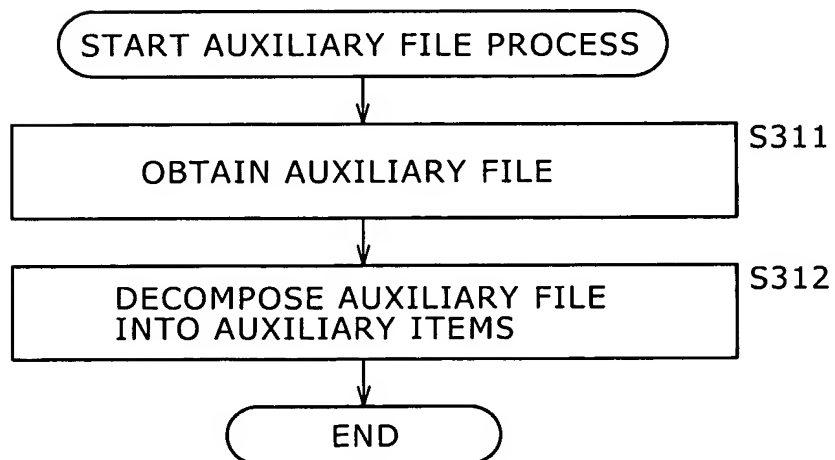 START AUXILIARY FILE PROCESS
S311
OBTAIN AUXILIARY FILE
S312
DECOMPOSE AUXILIARY FILE
INTO AUXILIARY ITEMS
END